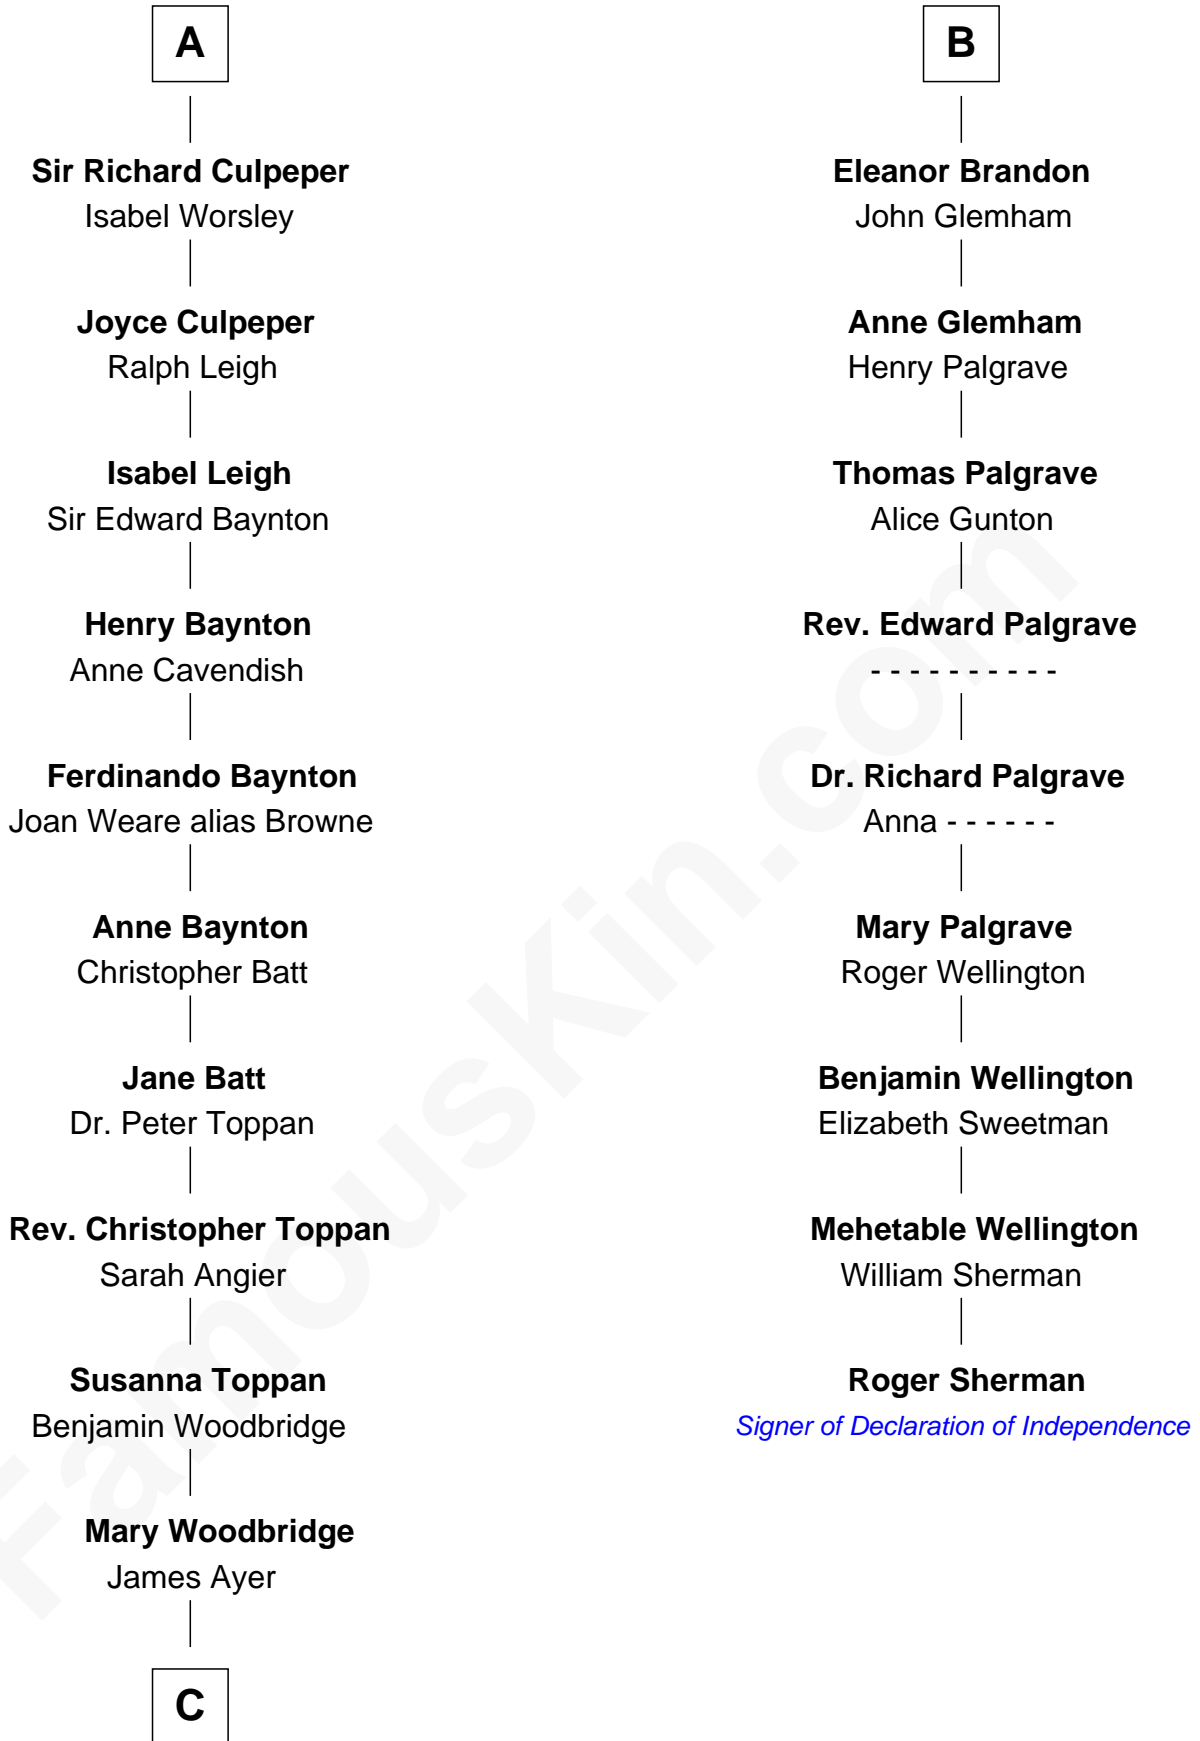 A
Sir Richard Culpeper
Isabel Worsley
Joyce Culpeper
Ralph Leigh
Isabel Leigh
Sir Edward Baynton
Henry Baynton
Anne Cavendish
Ferdinando Baynton
Joan Weare alias Browne
Anne Baynton
Christopher Batt
Jane Batt
Dr. Peter Toppan
Rev. Christopher Toppan
Sarah Angier
Susanna Toppan
Benjamin Woodbridge
Mary Woodbridge
James Ayer
C
B
Eleanor Brandon
John Glemham
Anne Glemham
Henry Palgrave
Thomas Palgrave
Alice Gunton
Rev. Edward Palgrave
- - - - - - - - - -
Dr. Richard Palgrave
Anna - - - - - -
Mary Palgrave
Roger Wellington
Benjamin Wellington
Elizabeth Sweetman
Mehetable Wellington
William Sherman
Roger Sherman
Signer of Declaration of Independence
FamousKin.com